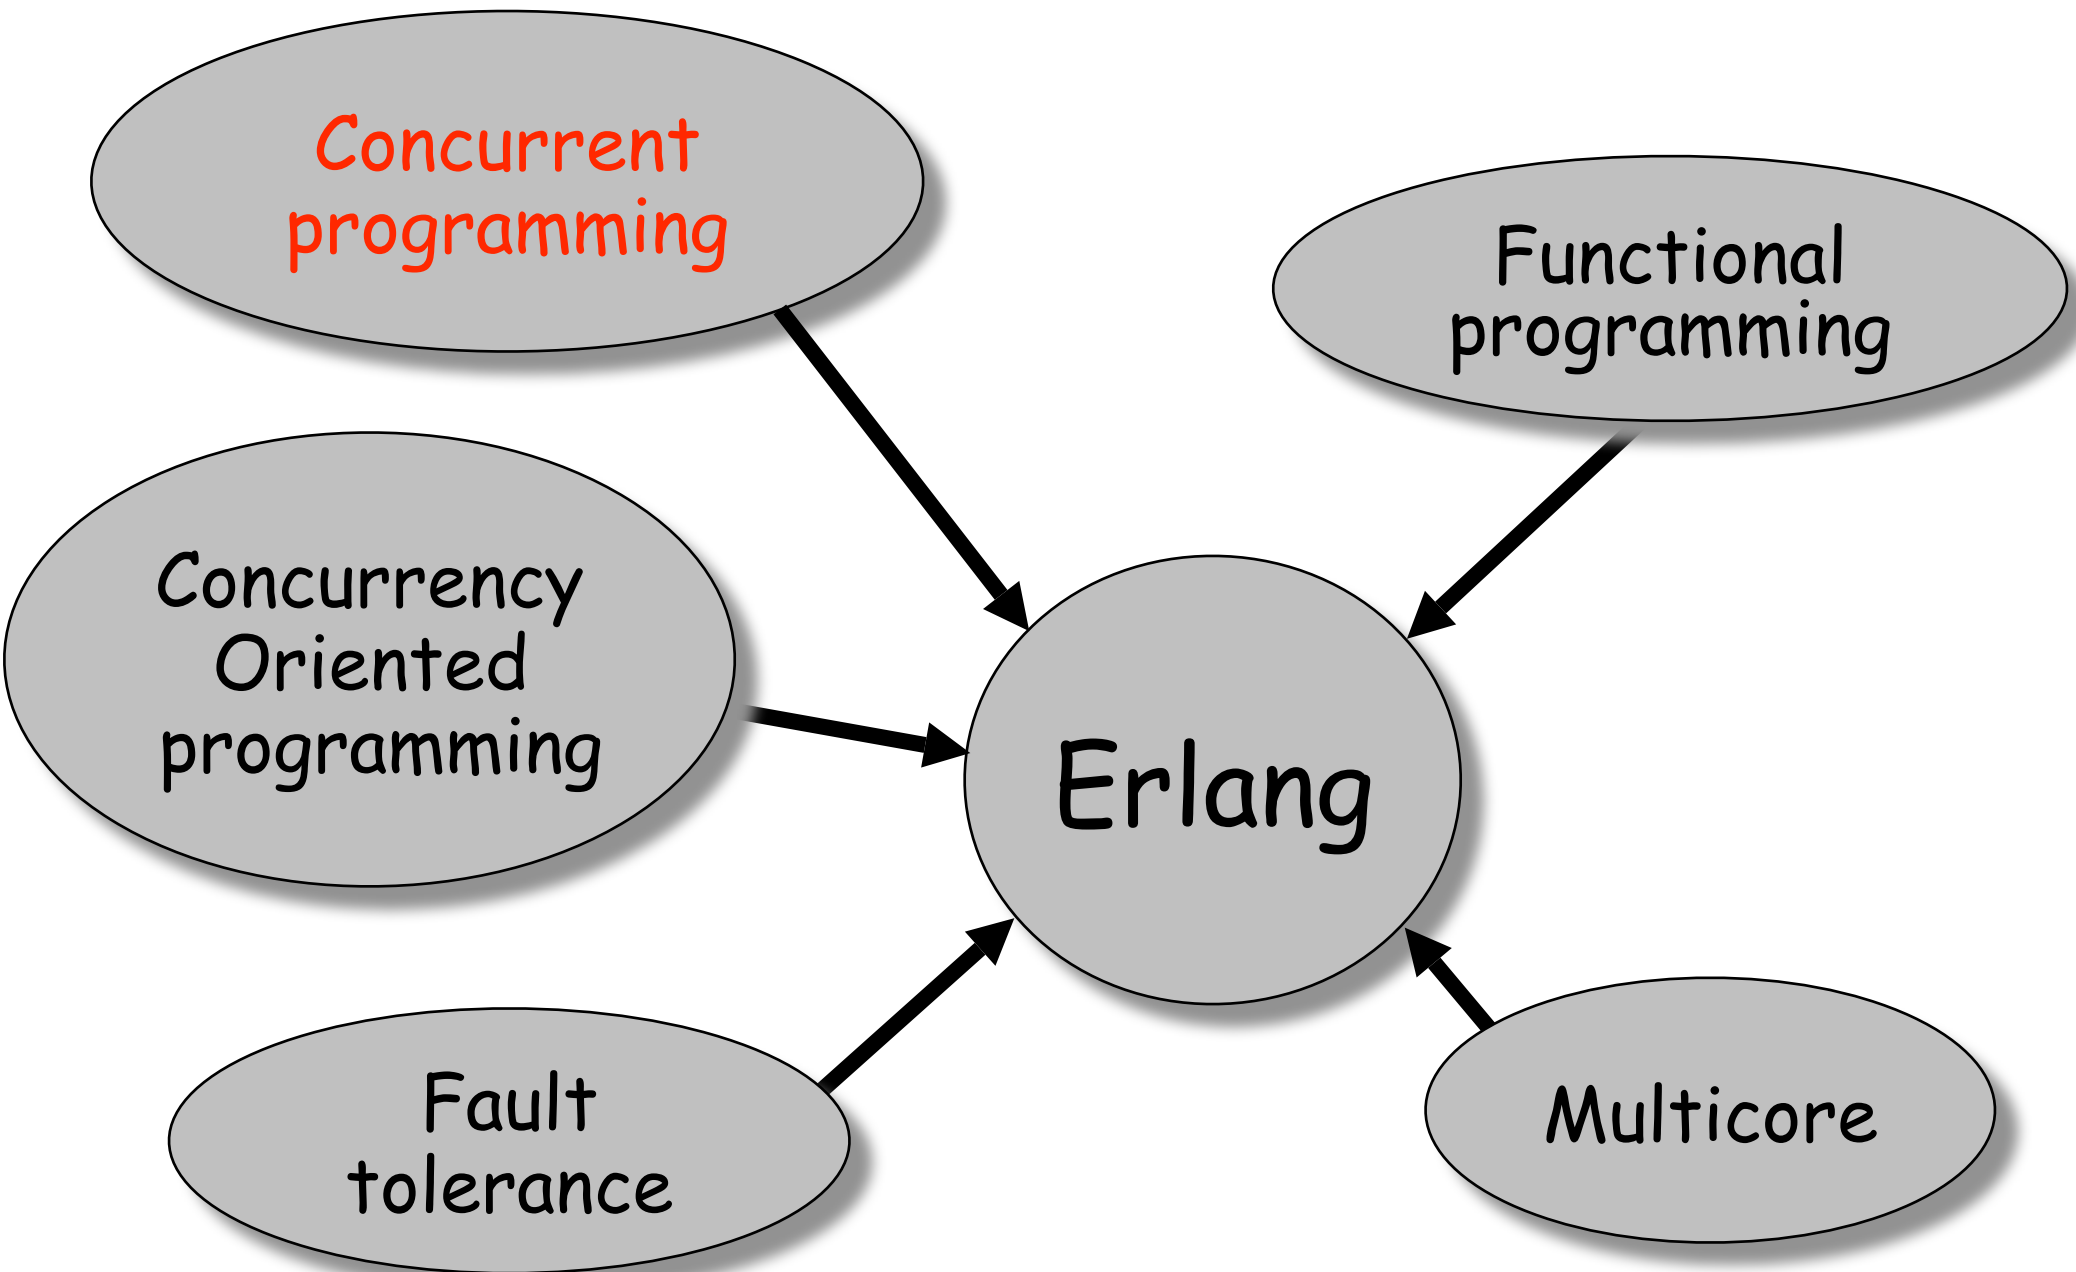 Concurrent
programming
Functional
programming
Concurrency
Oriented
programming
Erlang
Fault
tolerance
Multicore